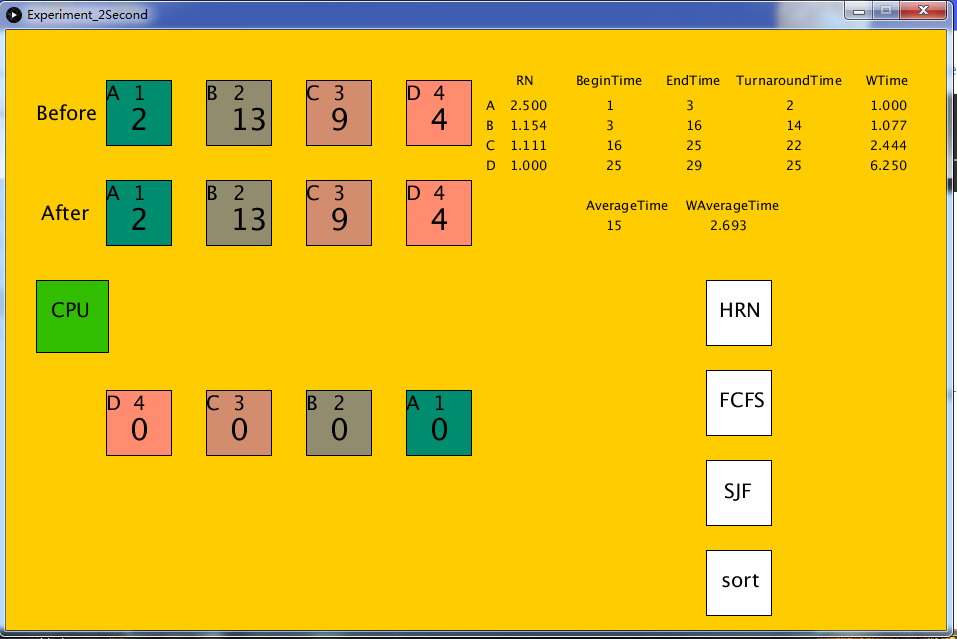 Experiment_2Second
RN BeginTime EndTime TurnaroundTime WTime
Before A 1 2 B 2 13 C 3 9 D 4 4
A 2.500 1 3 2 1.000
B 1.154 3 16 14 1.077
C 1.111 16 25 22 2.444
D 1.000 25 29 25 6.250
After A 1 2 B 2 13 C 3 9 D 4 4
AverageTime WAverageTime
15 2.693
CPU
HRN
D 4 0 C 3 0 B 2 0 A 1 0
FCFS
SJF
sort